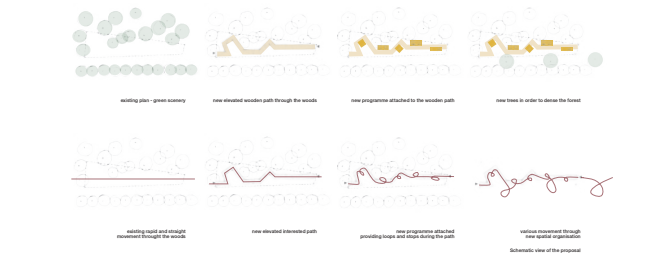 existing plan - green scenery
new elevated wooden path through the woods
new programme attached to the wooden path
new trees in order to dense the forest
existing rapid and straight
movement throught the woods
new elevated interested path
new programme attached
providing loops and stops during the path
various movement through
new spatial organisation
Schematic view of the proposal